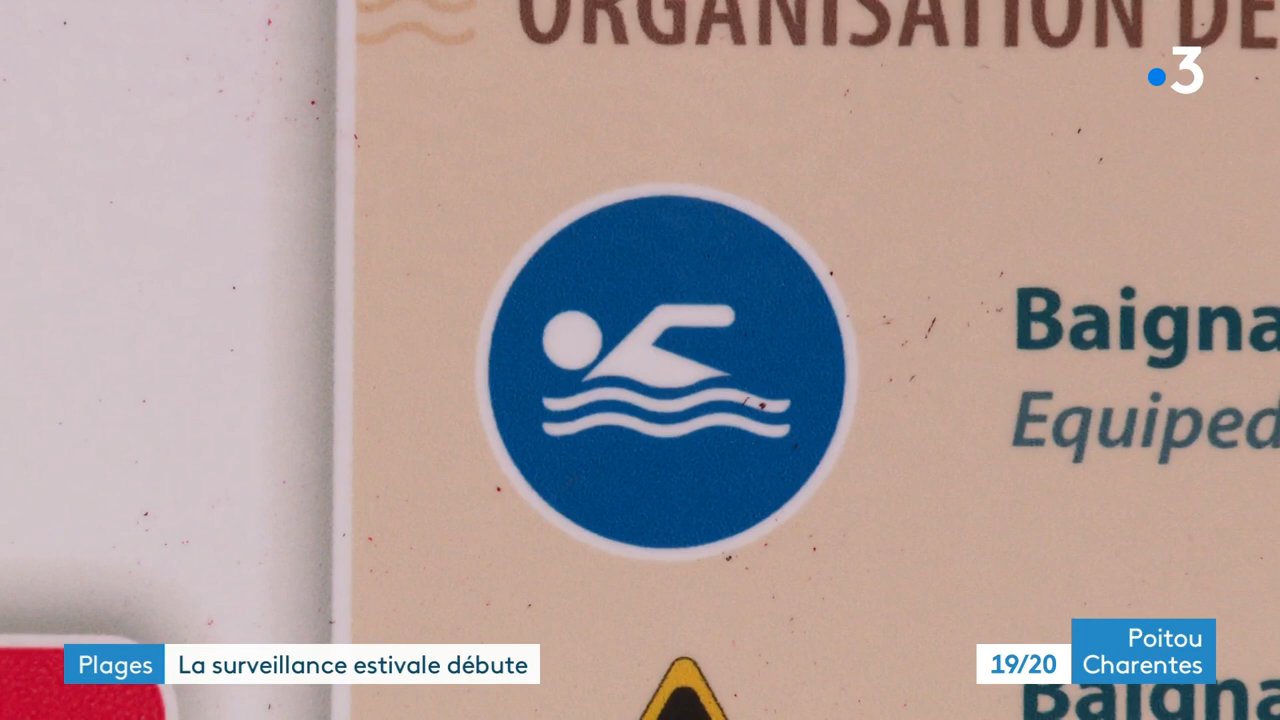 ORGANISATION DE
3
Baigna
Equiped
Plages La surveillance estivale débute
19/20 Poitou
Charentes
Baigna